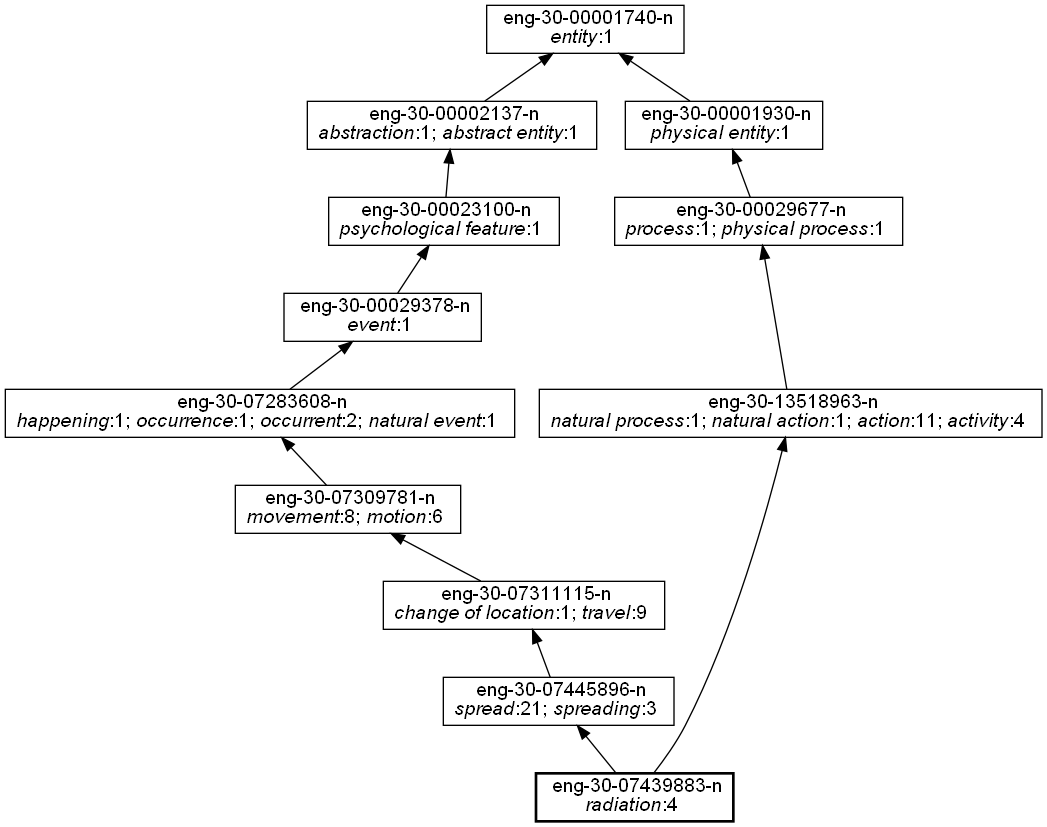 eng-30-00001740-n
entity:1
eng-30-00002137-n
abstraction:1; abstract entity:1
eng-30-00001930-n
physical entity:1
eng-30-00023100-n
psychological feature:1
eng-30-00029677-n
process:1; physical process:1
eng-30-00029378-n
event:1
eng-30-07283608-n
happening:1; occurrence:1; occurrent:2; natural event:1
eng-30-13518963-n
natural process:1; natural action:1; action:11; activity:4
eng-30-07309781-n
movement:8; motion:6
eng-30-07311115-n
change of location:1; travel:9
eng-30-07445896-n
spread:21; spreading:3
eng-30-07439883-n
radiation:4